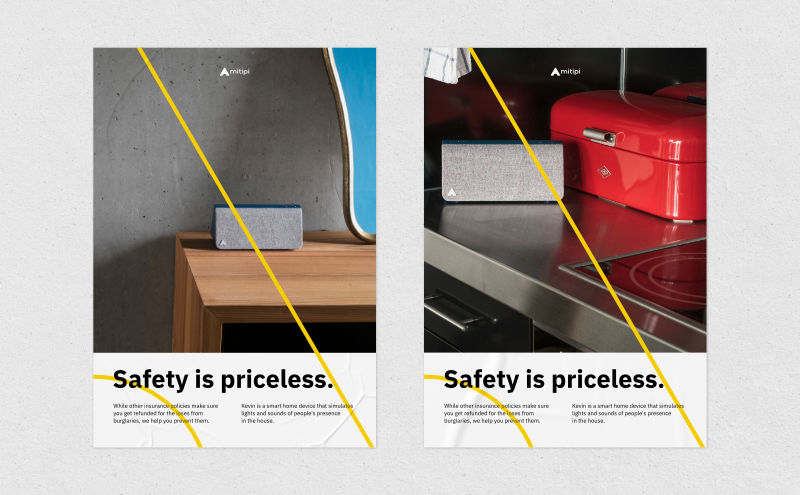 mitipi
Safety is priceless.
While other insurance policies make sure
you get refunded for the loses from
burglaries, we help you prevent them.
Kevin is a smart home device that simulates
lights and sounds of people's presence
in the house.
mitipi
Safety is priceless.
While other insurance policies make sure
you get refunded for the loses from
burglaries, we help you prevent them.
Kevin is a smart home device that simulates
lights and sounds of people's presence
in the house.